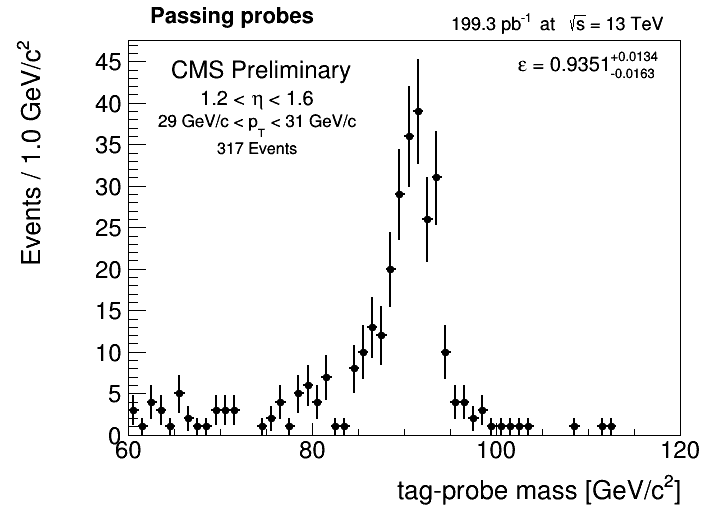 Passing probes
199.3 pb⁻¹ at √s = 13 TeV
CMS Preliminary
1.2 < η < 1.6
29 GeV/c < p_T < 31 GeV/c
317 Events
ε = 0.9351 +0.0134 -0.0163
Events / 1.0 GeV/c²
45
40
35
30
25
20
15
10
5
0
60 80 100 120
tag-probe mass [GeV/c²]